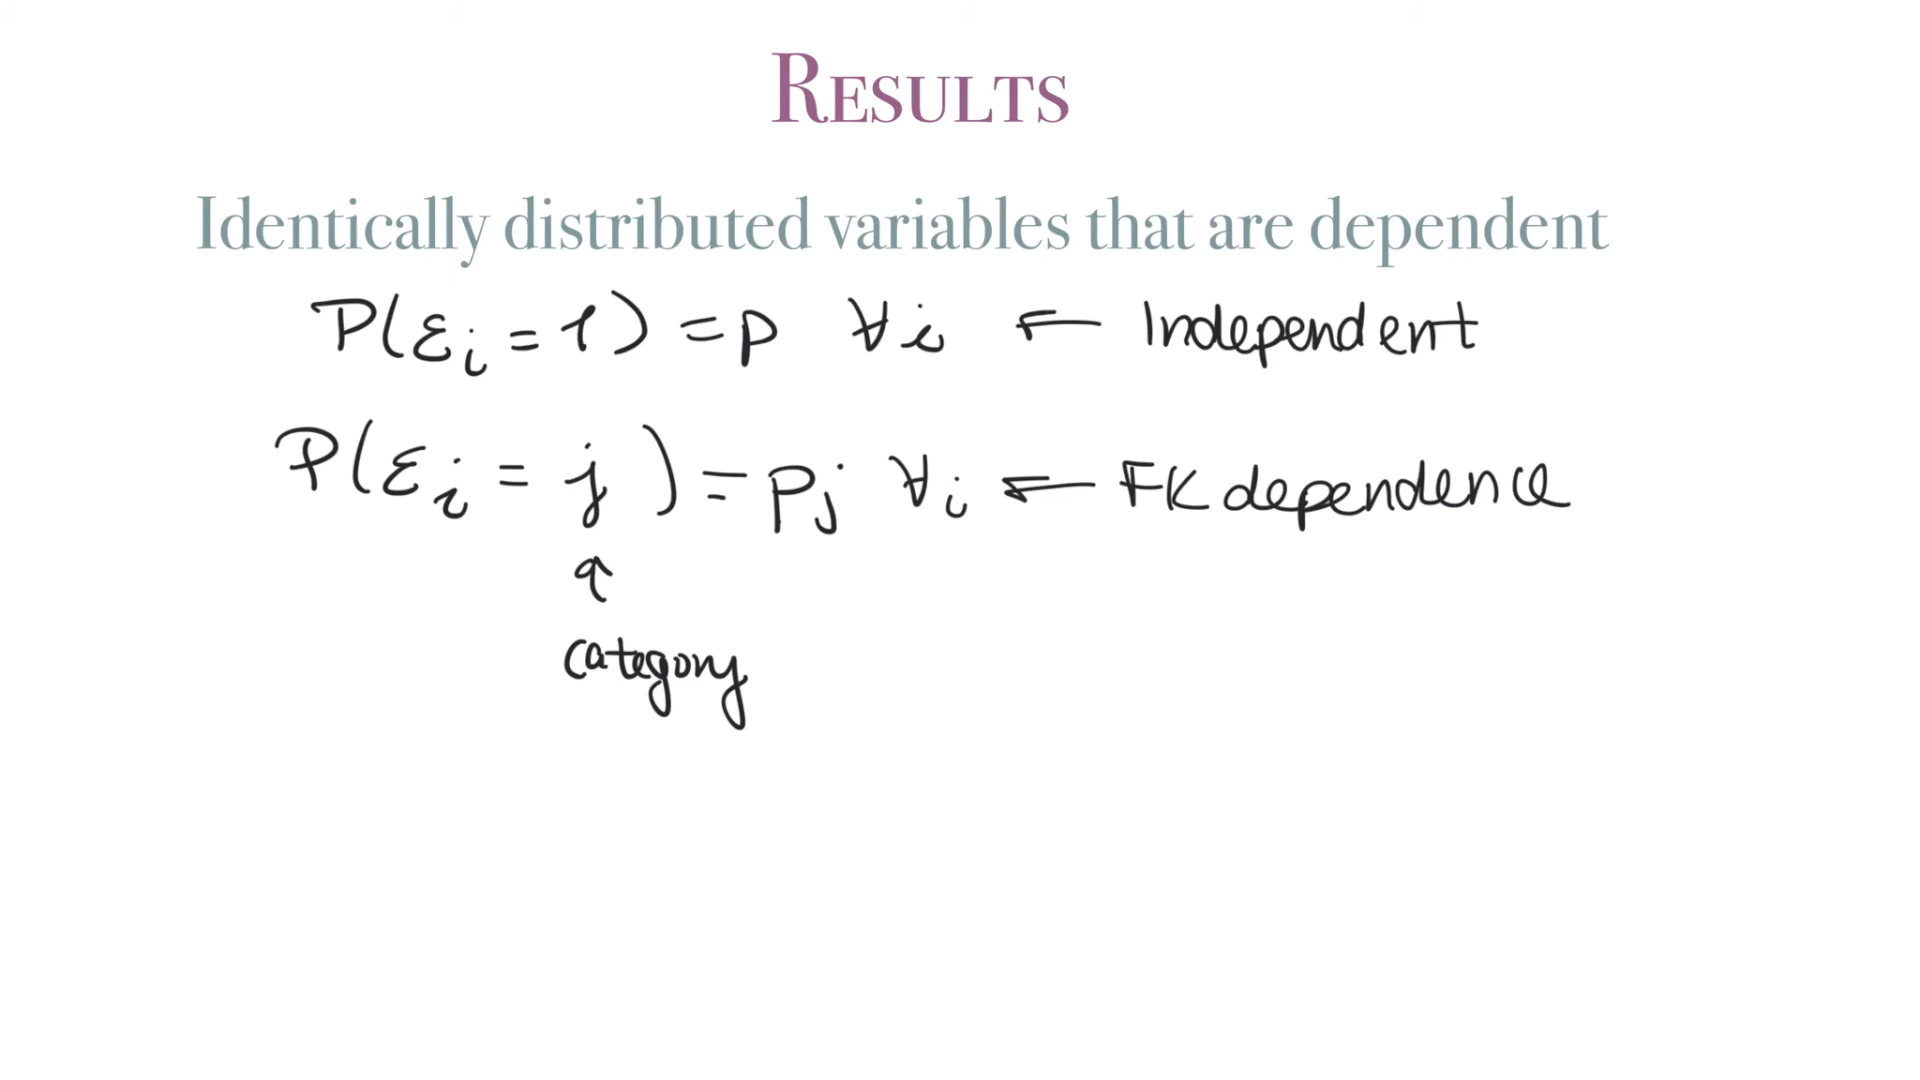 RESULTS
Identically distributed variables that are dependent
P(ε_i = 1) = p ∀i ← Independent
P(ε_i = j) = p_j ∀i ← FK dependence
↑
category